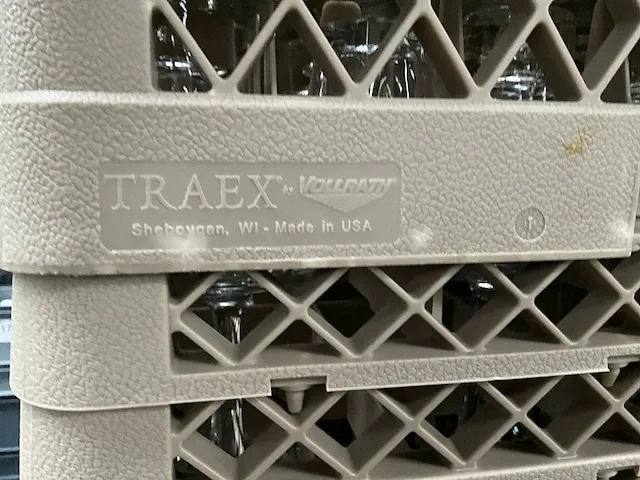 TRAEX® by VOLLRATH
Sheboygan, WI - Made in USA